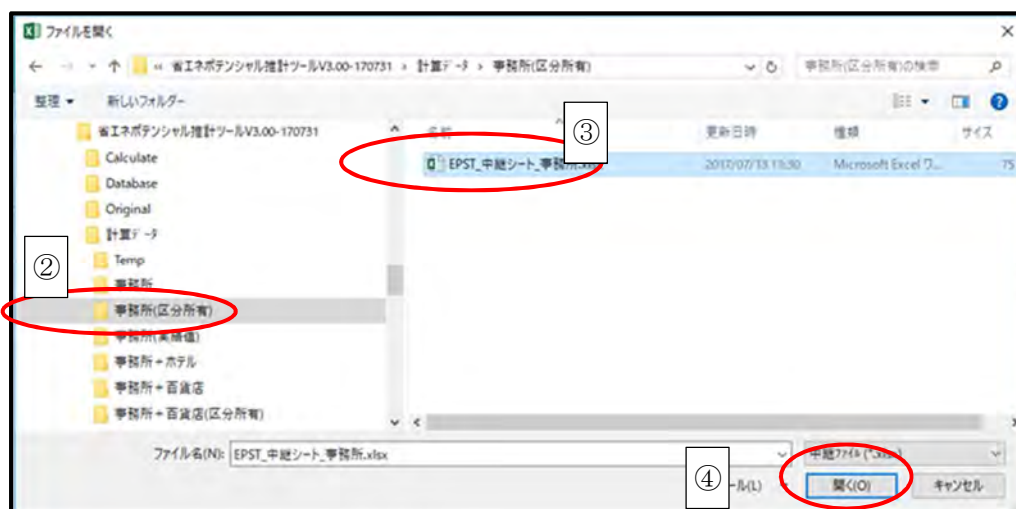 ファイルを開く
« 省エネポテンシャル推計ツールV3.00-170731 › 計算データ › 事務所(区分所有)
事務所(区分所有)の検索
整理 新しいフォルダー
省エネポテンシャル推計ツールV3.00-170731
名前 更新日時 種類 サイズ
③
Calculate
EPST_中継シート_事務所.xlsx 2017/07/13 13:30 Microsoft Excel ワ... 75
Database
Original
計算データ
Temp
②
事務所
事務所(区分所有)
事務所(実績値)
事務所+ホテル
事務所+百貨店
事務所+百貨店(区分所有)
ファイル名(N): EPST_中継シート_事務所.xlsx
中継ファイル (*.xlsx)
④
ール(L) 開く(O) キャンセル